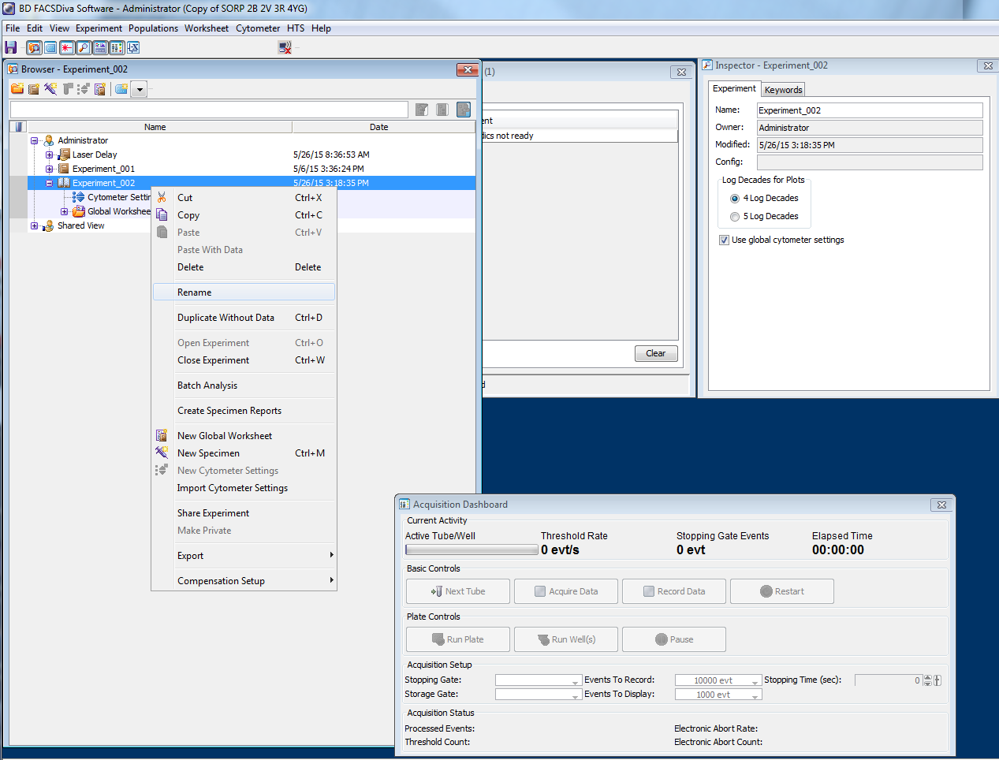 BD FACSDiva Software - Administrator (Copy of SORP 2B 2V 3R 4YG)
File Edit View Experiment Populations Worksheet Cytometer HTS Help
Browser - Experiment_002
Name Date
Administrator
Laser Delay 5/26/15 8:36:53 AM
Experiment_001 5/6/15 3:36:24 PM
Experiment_002 5/26/15 3:18:35 PM
Cytometer Settin
Global Workshee
Shared View
Cut Ctrl+X
Copy Ctrl+C
Paste Ctrl+V
Paste With Data
Delete Delete
Rename
Duplicate Without Data Ctrl+D
Open Experiment Ctrl+O
Close Experiment Ctrl+W
Batch Analysis
Create Specimen Reports
New Global Worksheet
New Specimen Ctrl+M
New Cytometer Settings
Import Cytometer Settings
Share Experiment
Make Private
Export
Compensation Setup
(1)
ent
dics not ready
Clear
d
Inspector - Experiment_002
Experiment Keywords
Name: Experiment_002
Owner: Administrator
Modified: 5/26/15 3:18:35 PM
Config:
Log Decades for Plots
4 Log Decades
5 Log Decades
Use global cytometer settings
Acquisition Dashboard
Current Activity
Active Tube/Well Threshold Rate Stopping Gate Events Elapsed Time
0 evt/s 0 evt 00:00:00
Basic Controls
Next Tube Acquire Data Record Data Restart
Plate Controls
Run Plate Run Well(s) Pause
Acquisition Setup
Stopping Gate: Events To Record: 10000 evt Stopping Time (sec): 0
Storage Gate: Events To Display: 1000 evt
Acquisition Status
Processed Events: Electronic Abort Rate:
Threshold Count: Electronic Abort Count: